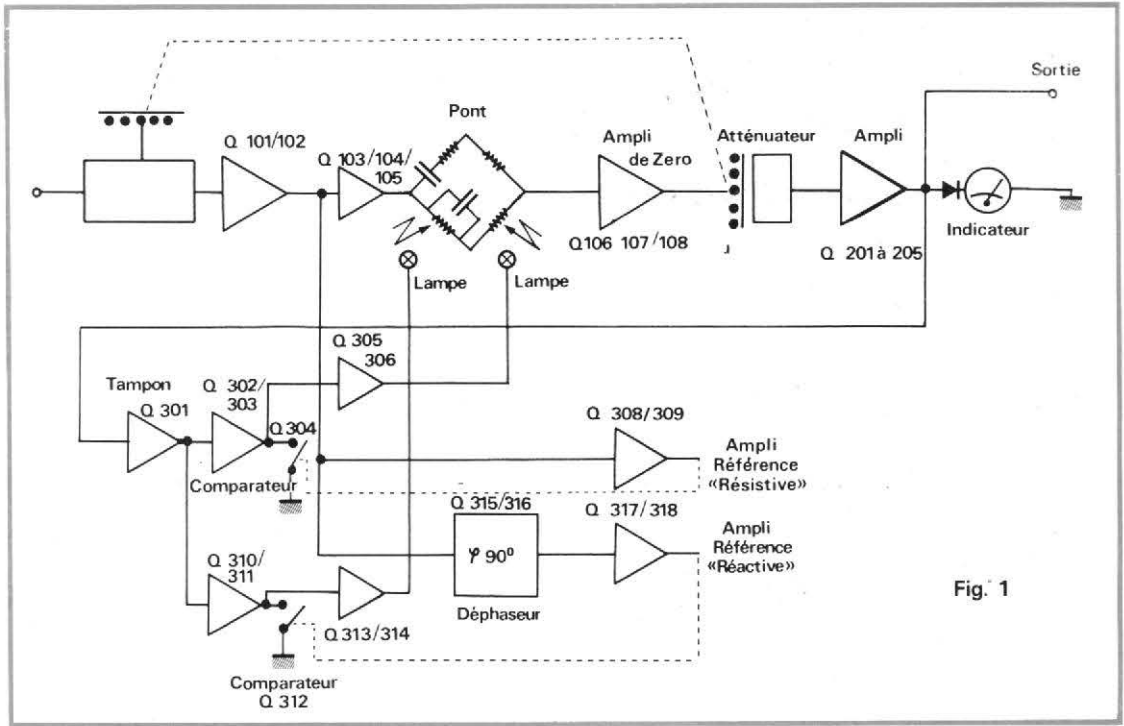 Sortie
Pont
Q 101/102
Q 103/104/
105
Ampli
de Zero
Atténuateur
Ampli
Q106 107/108
Q 201 à 205
Indicateur
Lampe
Lampe
Q 305
306
Tampon
Q 301
Q 302/
303
Q 304
Comparateur
Q 308/309
Ampli
Référence
«Résistive»
Q 315/316
φ 90º
Déphaseur
Q 317/318
Ampli
Référence
«Réactive»
Q 310/
311
Q 313/314
Comparateur
Q 312
Fig. 1